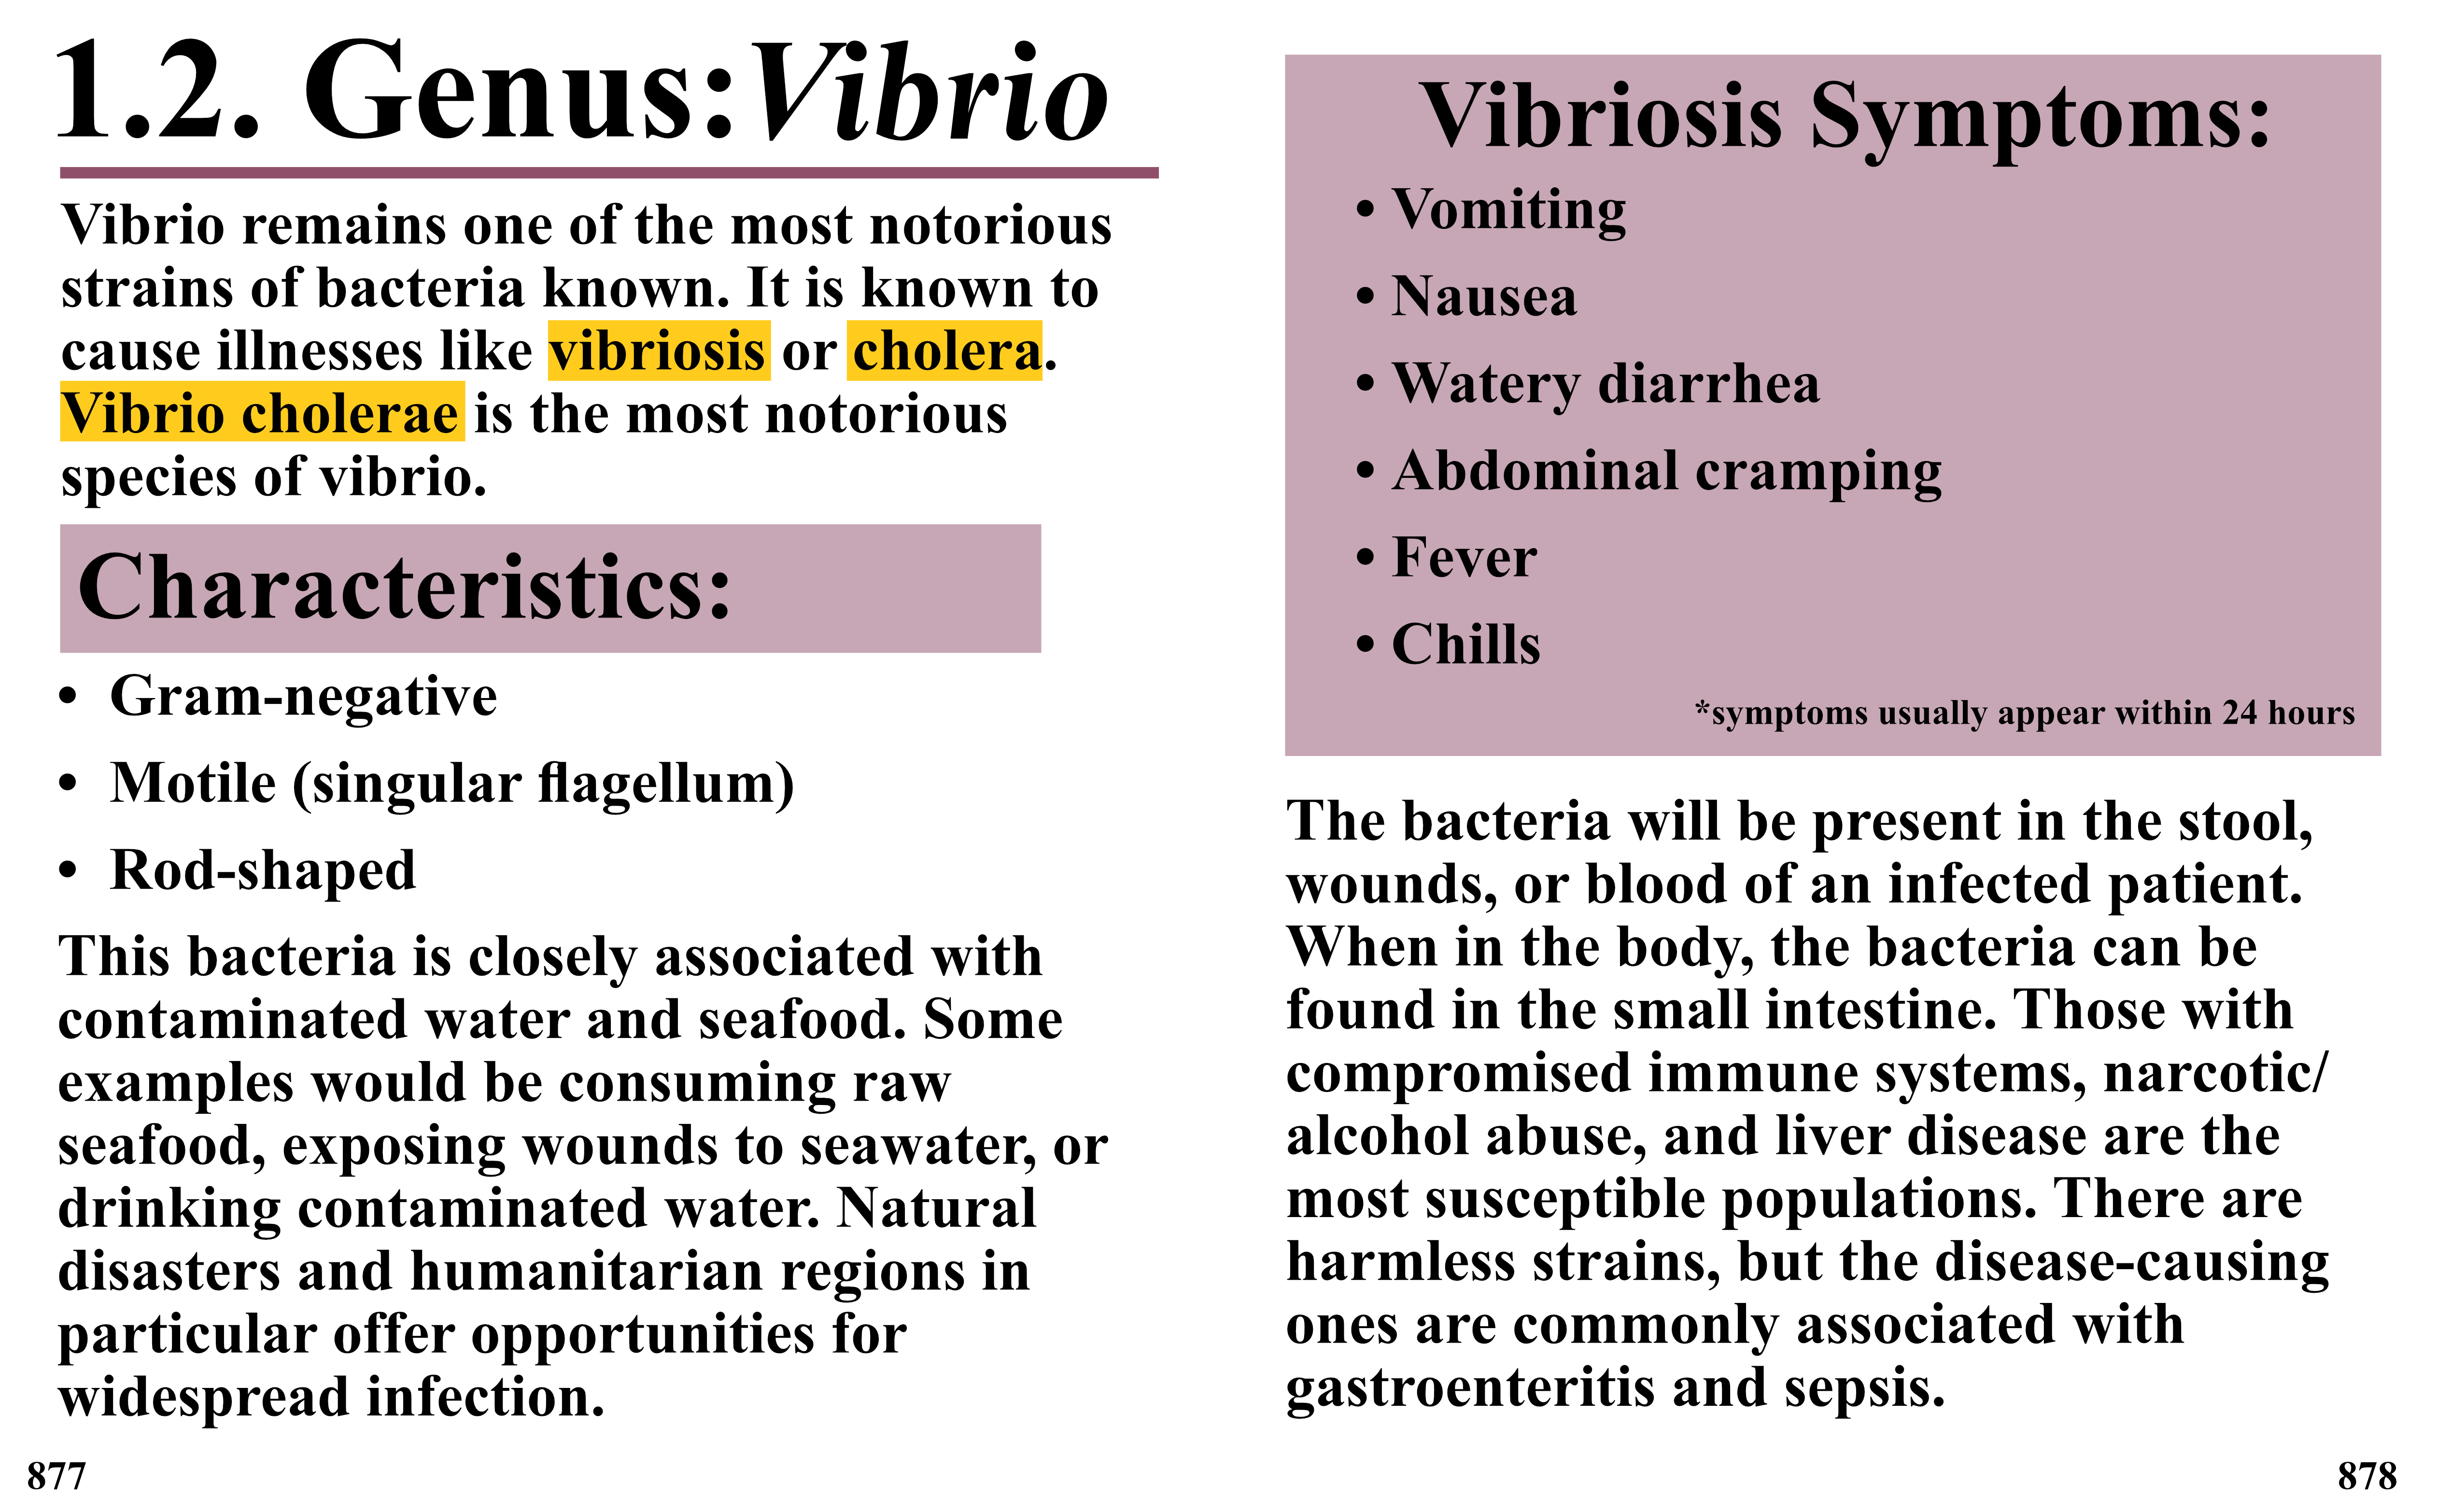 1.2. Genus: Vibrio
Vibrio remains one of the most notorious
strains of bacteria known. It is known to
cause illnesses like vibriosis or cholera.
Vibrio cholerae is the most notorious
species of vibrio.
Characteristics:
• Gram-negative
• Motile (singular flagellum)
• Rod-shaped
This bacteria is closely associated with
contaminated water and seafood. Some
examples would be consuming raw
seafood, exposing wounds to seawater, or
drinking contaminated water. Natural
disasters and humanitarian regions in
particular offer opportunities for
widespread infection.
877
Vibriosis Symptoms:
• Vomiting
• Nausea
• Watery diarrhea
• Abdominal cramping
• Fever
• Chills
*symptoms usually appear within 24 hours
The bacteria will be present in the stool,
wounds, or blood of an infected patient.
When in the body, the bacteria can be
found in the small intestine. Those with
compromised immune systems, narcotic/
alcohol abuse, and liver disease are the
most susceptible populations. There are
harmless strains, but the disease-causing
ones are commonly associated with
gastroenteritis and sepsis.
878